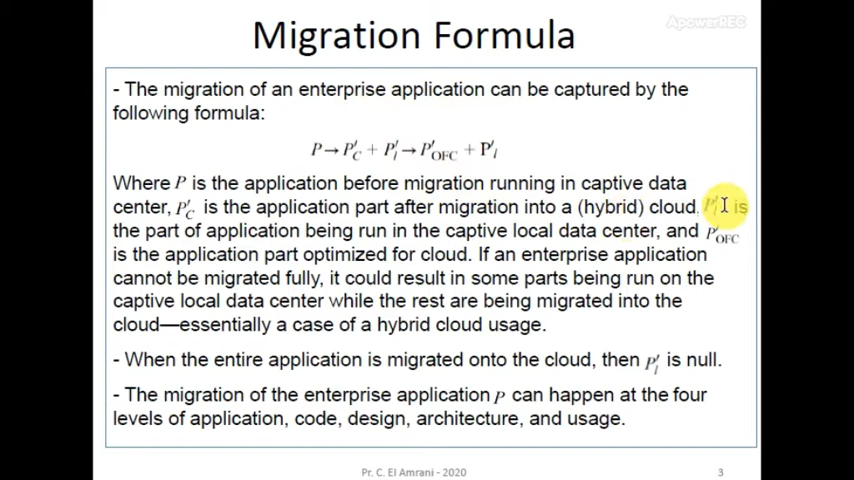 ApowerREC
Migration Formula
- The migration of an enterprise application can be captured by the
following formula:
P → P′C + P′l → P′OFC + P′l
Where P is the application before migration running in captive data
center, P′C is the application part after migration into a (hybrid) cloud, P′l is
the part of application being run in the captive local data center, and P′OFC
is the application part optimized for cloud. If an enterprise application
cannot be migrated fully, it could result in some parts being run on the
captive local data center while the rest are being migrated into the
cloud—essentially a case of a hybrid cloud usage.
- When the entire application is migrated onto the cloud, then P′l is null.
- The migration of the enterprise application P can happen at the four
levels of application, code, design, architecture, and usage.
Pr. C. El Amrani - 2020
3